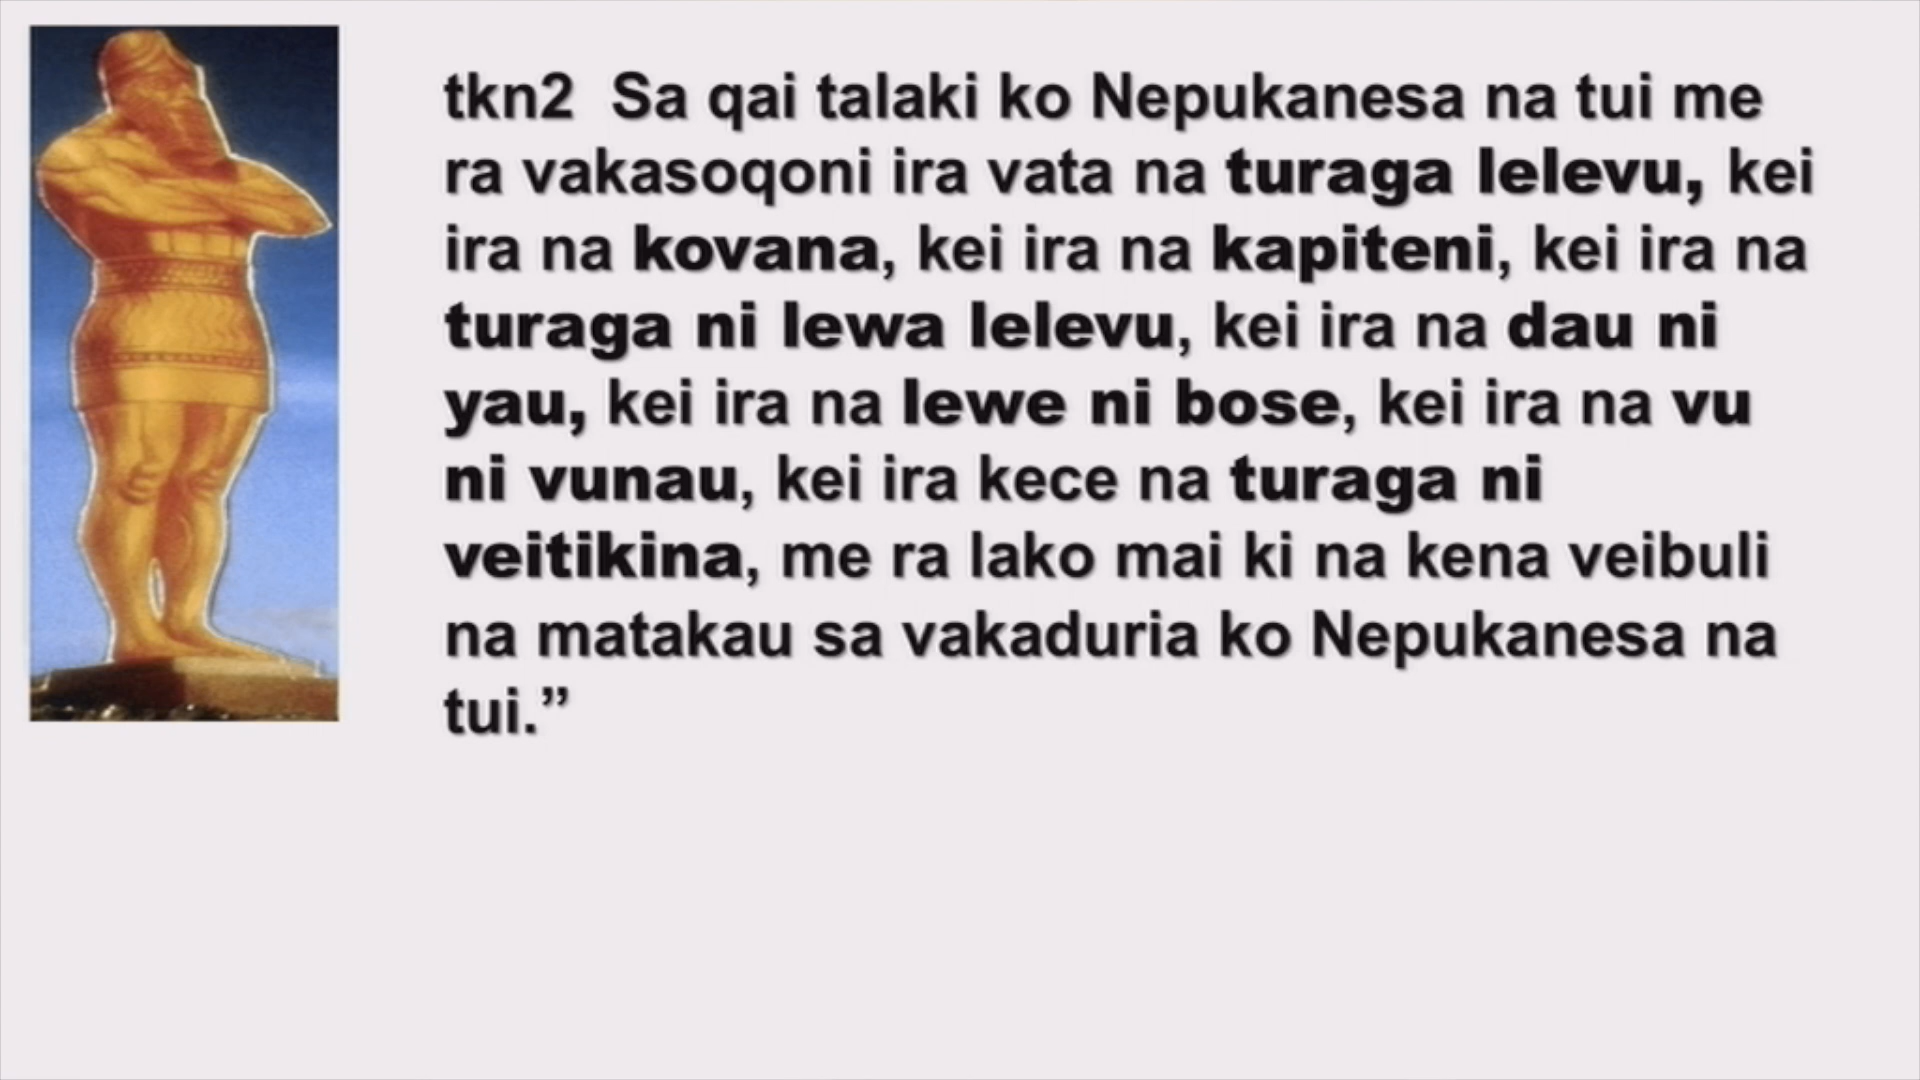 tkn2  Sa qai talaki ko Nepukanesa na tui me
ra vakasoqoni ira vata na turaga lelevu, kei
ira na kovana, kei ira na kapiteni, kei ira na
turaga ni lewa lelevu, kei ira na dau ni
yau, kei ira na lewe ni bose, kei ira na vu
ni vunau, kei ira kece na turaga ni
veitikina, me ra lako mai ki na kena veibuli
na matakau sa vakaduria ko Nepukanesa na
tui.”